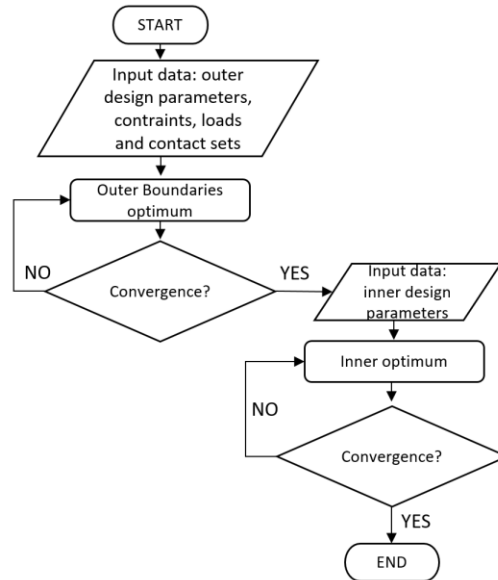 START
Input data: outer
design parameters,
contraints, loads
and contact sets
Outer Boundaries
optimum
NO
YES
Convergence?
Input data:
inner design
parameters
Inner optimum
NO
Convergence?
YES
END